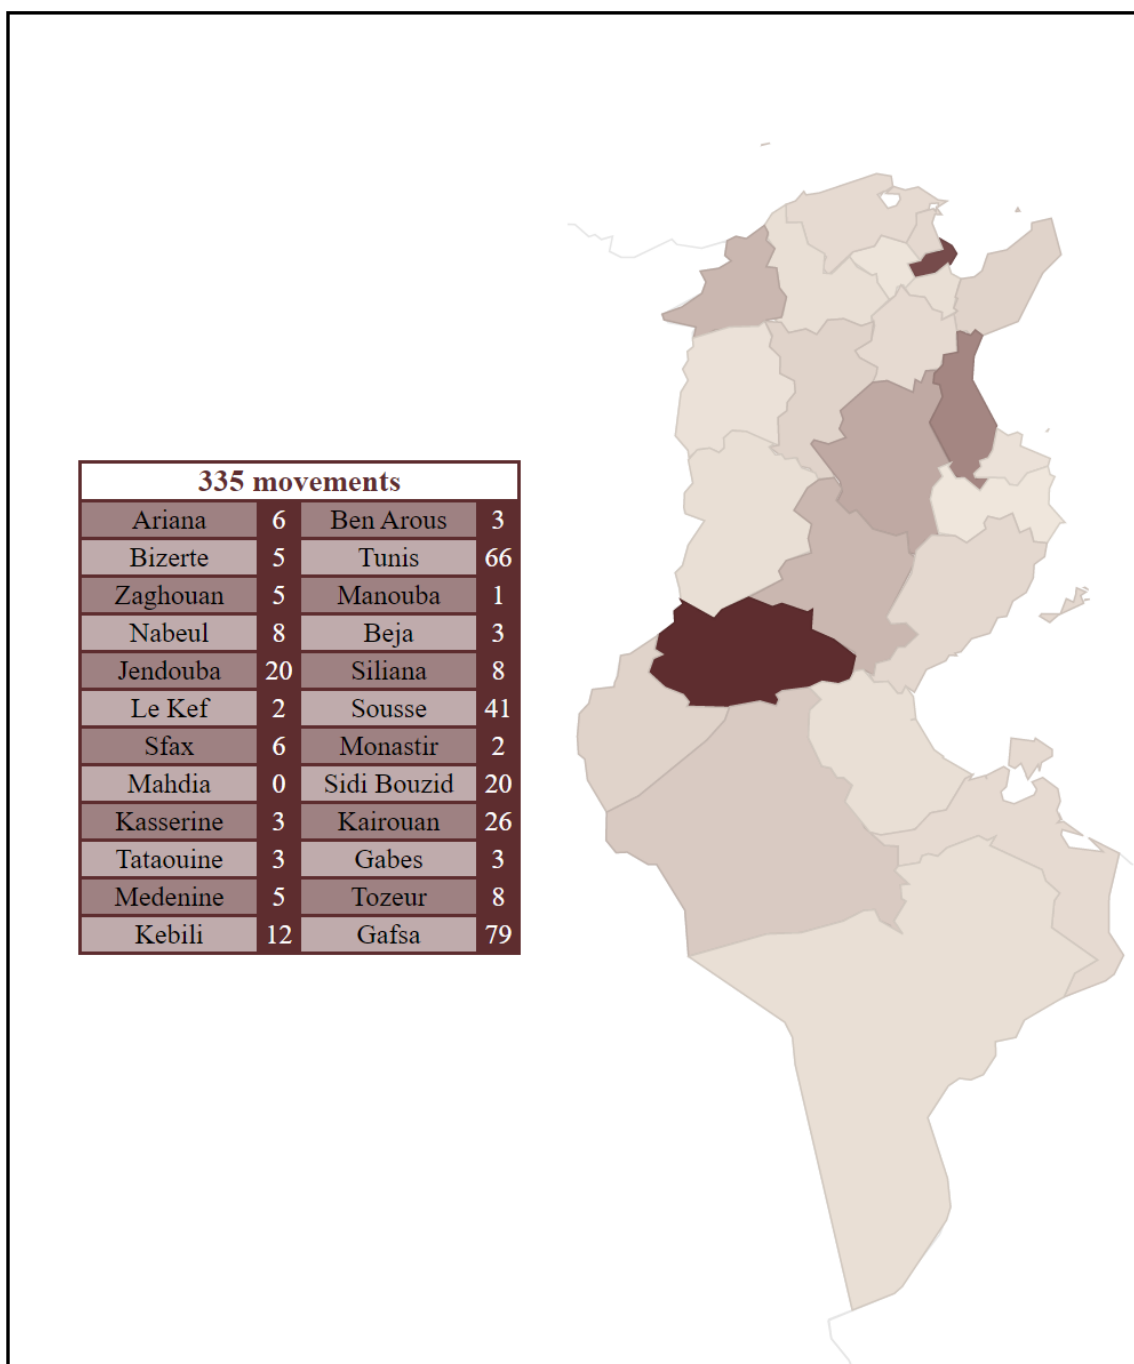 335 movements
Ariana 6 Ben Arous 3
Bizerte 5 Tunis 66
Zaghouan 5 Manouba 1
Nabeul 8 Beja 3
Jendouba 20 Siliana 8
Le Kef 2 Sousse 41
Sfax 6 Monastir 2
Mahdia 0 Sidi Bouzid 20
Kasserine 3 Kairouan 26
Tataouine 3 Gabes 3
Medenine 5 Tozeur 8
Kebili 12 Gafsa 79